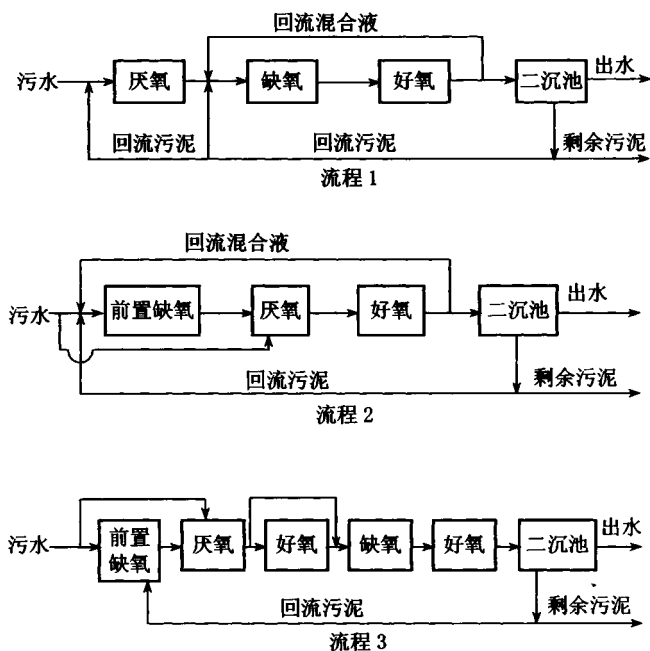 回流混合液
污水 厌氧 缺氧 好氧 二沉池 出水
回流污泥 回流污泥 剩余污泥
流程1
回流混合液
污水 前置缺氧 厌氧 好氧 二沉池 出水
回流污泥 剩余污泥
流程2
污水 前置缺氧 厌氧 好氧 缺氧 好氧 二沉池 出水
回流污泥 剩余污泥
流程3